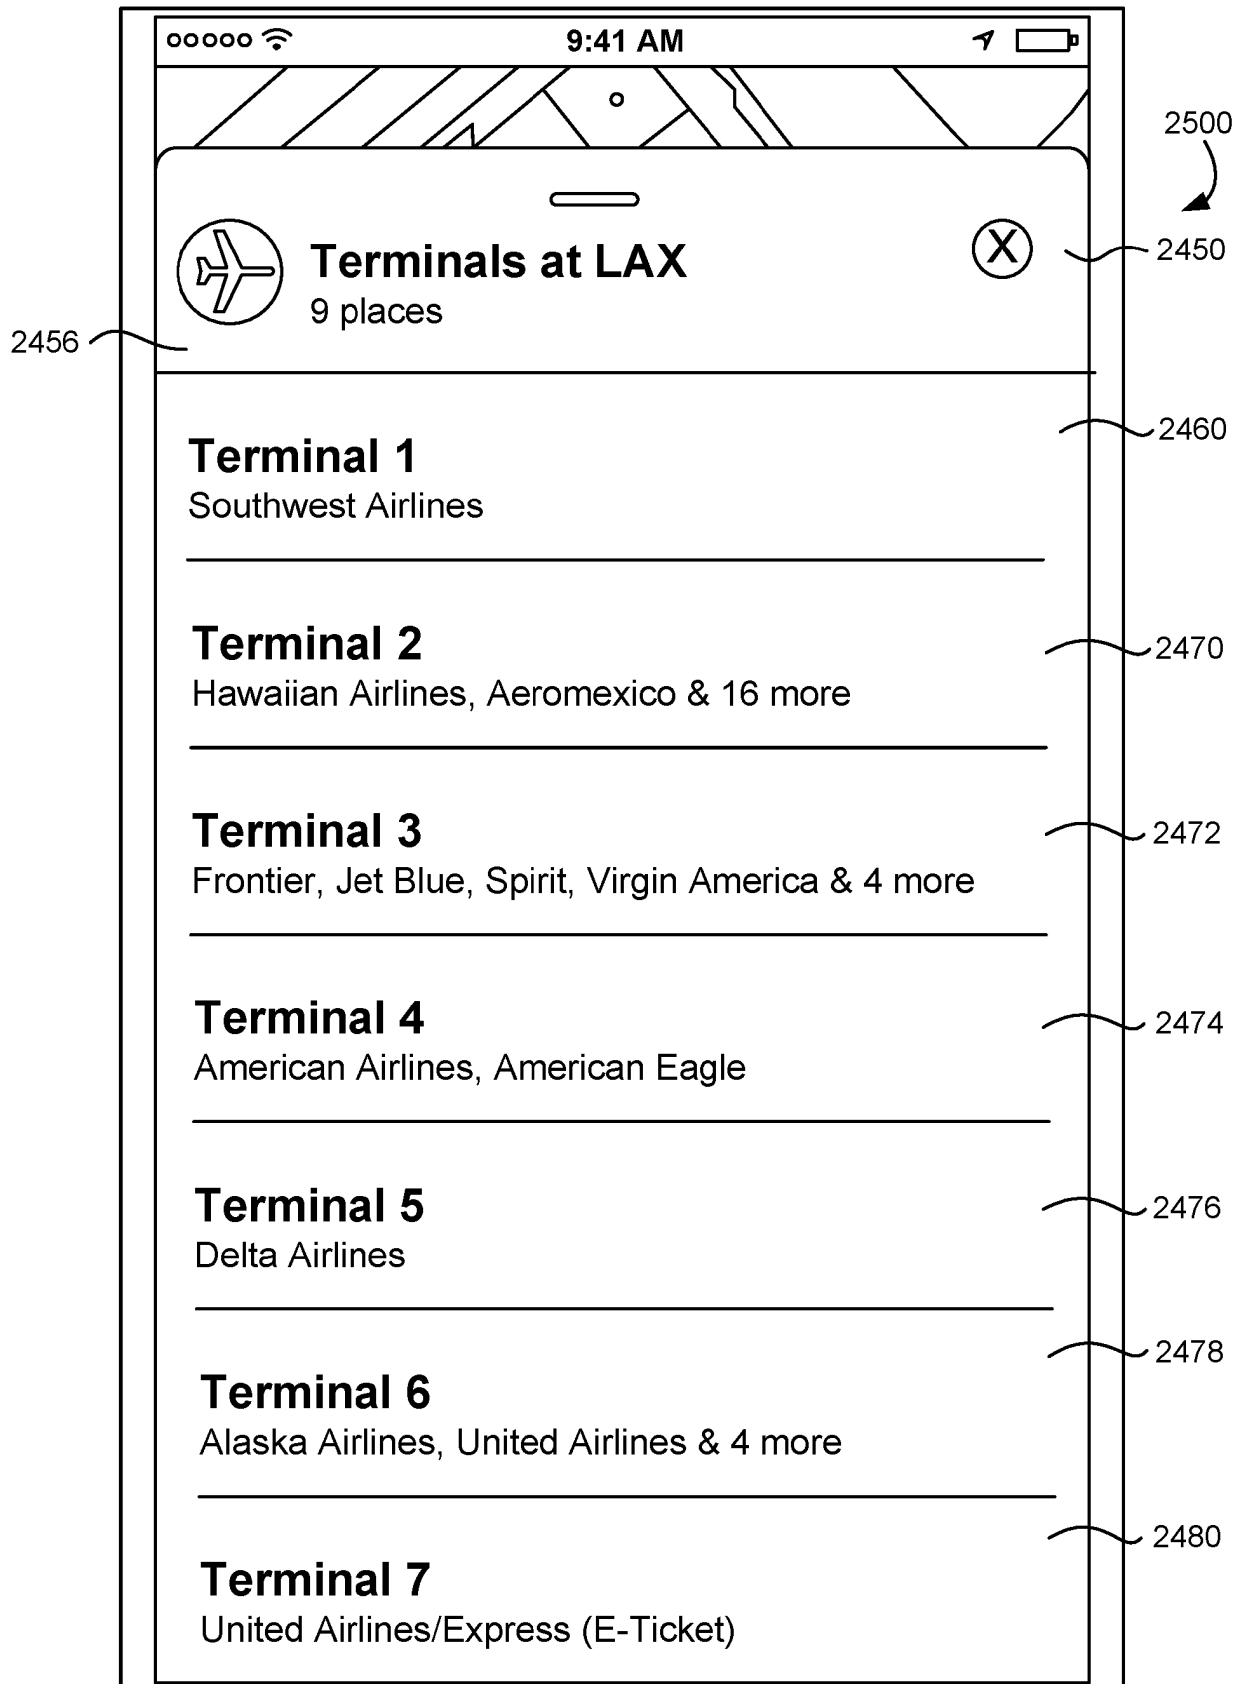 9:41 AM
2500
Terminals at LAX
X
2450
9 places
2456
2460
Terminal 1
Southwest Airlines
Terminal 2
2470
Hawaiian Airlines, Aeromexico & 16 more
Terminal 3
2472
Frontier, Jet Blue, Spirit, Virgin America & 4 more
Terminal 4
2474
American Airlines, American Eagle
Terminal 5
2476
Delta Airlines
2478
Terminal 6
Alaska Airlines, United Airlines & 4 more
2480
Terminal 7
United Airlines/Express (E-Ticket)